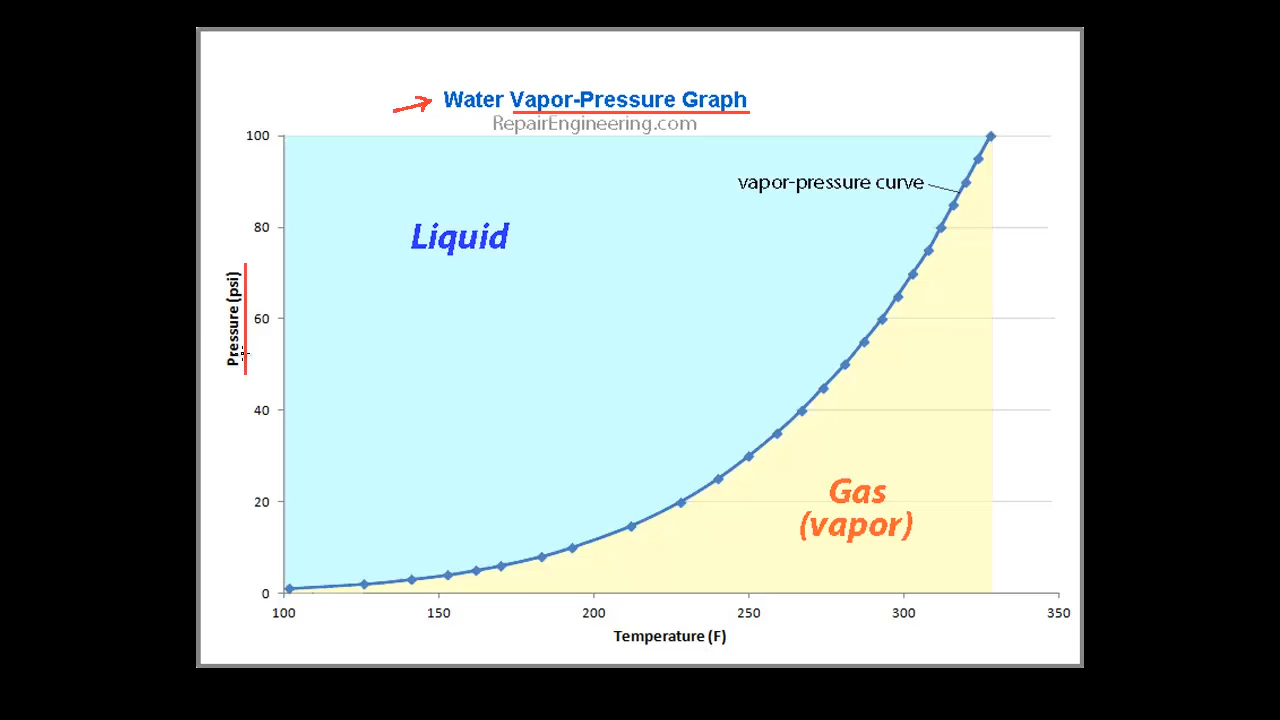 Water Vapor-Pressure Graph
RepairEngineering.com
100
80
60
40
20
0
Pressure (psi)
vapor-pressure curve
Liquid
Gas
(vapor)
100 150 200 250 300 350
Temperature (F)